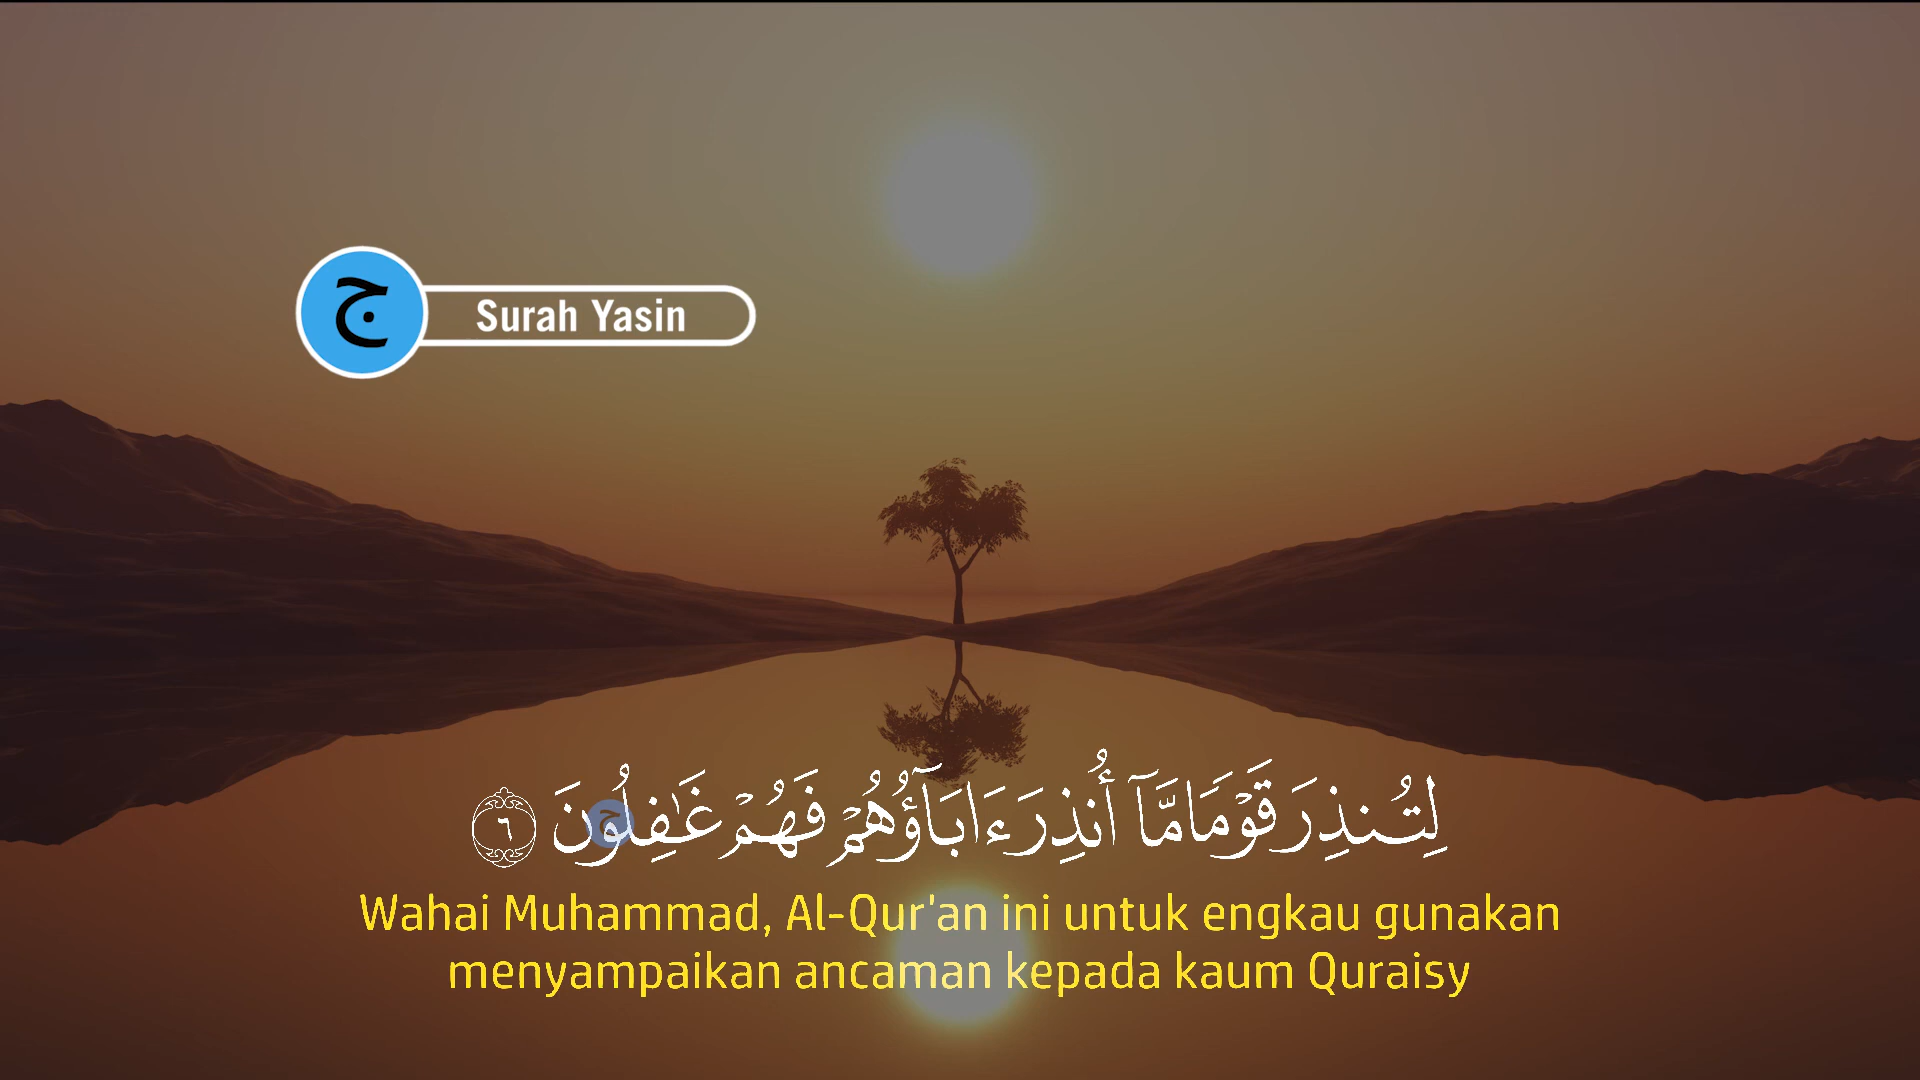 ج
Surah Yasin
لِتُنذِرَ قَوْمًا مَّآ أُنذِرَ ءَابَآؤُهُمْ فَهُمْ غَٰفِلُونَ ٦
ج
Wahai Muhammad, Al-Qur'an ini untuk engkau gunakan
menyampaikan ancaman kepada kaum Quraisy